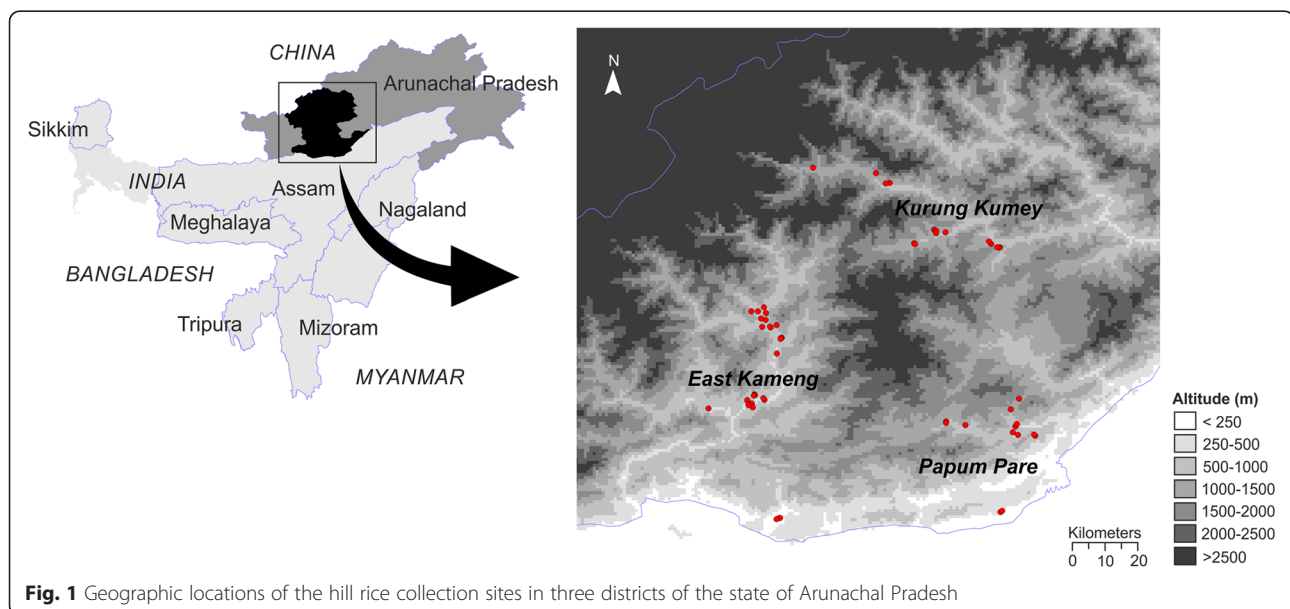 CHINA
Arunachal Pradesh
Sikkim
INDIA
Assam
Nagaland
Meghalaya
BANGLADESH
Tripura
Mizoram
MYANMAR
N
Kurung Kumey
East Kameng
Papum Pare
Kilometers
0 10 20
Altitude (m)
< 250
250-500
500-1000
1000-1500
1500-2000
2000-2500
>2500
Fig. 1 Geographic locations of the hill rice collection sites in three districts of the state of Arunachal Pradesh